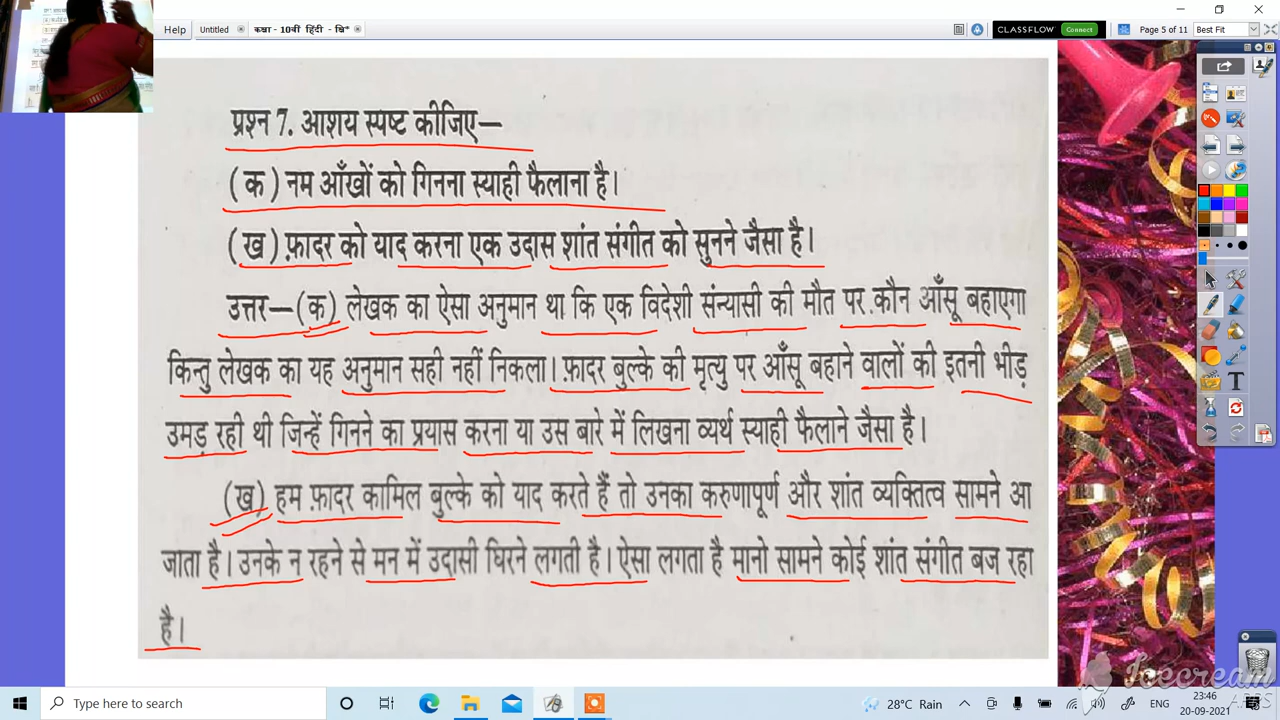 Help
Untitled
कक्षा - 10वीं हिंदी - क्षि*
CLASSFLOW Connect
Page 5 of 11
Best Fit
प्रश्न 7. आशय स्पष्ट कीजिए—
(क) नम आँखों को गिनना स्याही फैलाना है।
(ख) फ़ादर को याद करना एक उदास शांत संगीत को सुनने जैसा है।
उत्तर—(क) लेखक का ऐसा अनुमान था कि एक विदेशी संन्यासी की मौत पर कौन आँसू बहाएगा
किन्तु लेखक का यह अनुमान सही नहीं निकला। फ़ादर बुल्के की मृत्यु पर आँसू बहाने वालों की इतनी भीड़
उमड़ रही थी जिन्हें गिनने का प्रयास करना या उस बारे में लिखना व्यर्थ स्याही फैलाने जैसा है।
(ख) हम फ़ादर कामिल बुल्के को याद करते हैं तो उनका करुणापूर्ण और शांत व्यक्तित्व सामने आ
जाता है। उनके न रहने से मन में उदासी घिरने लगती है। ऐसा लगता है मानो सामने कोई शांत संगीत बज रहा
है।
Icecream
APPS
Type here to search
28°C Rain
ENG
23:46
20-09-2021